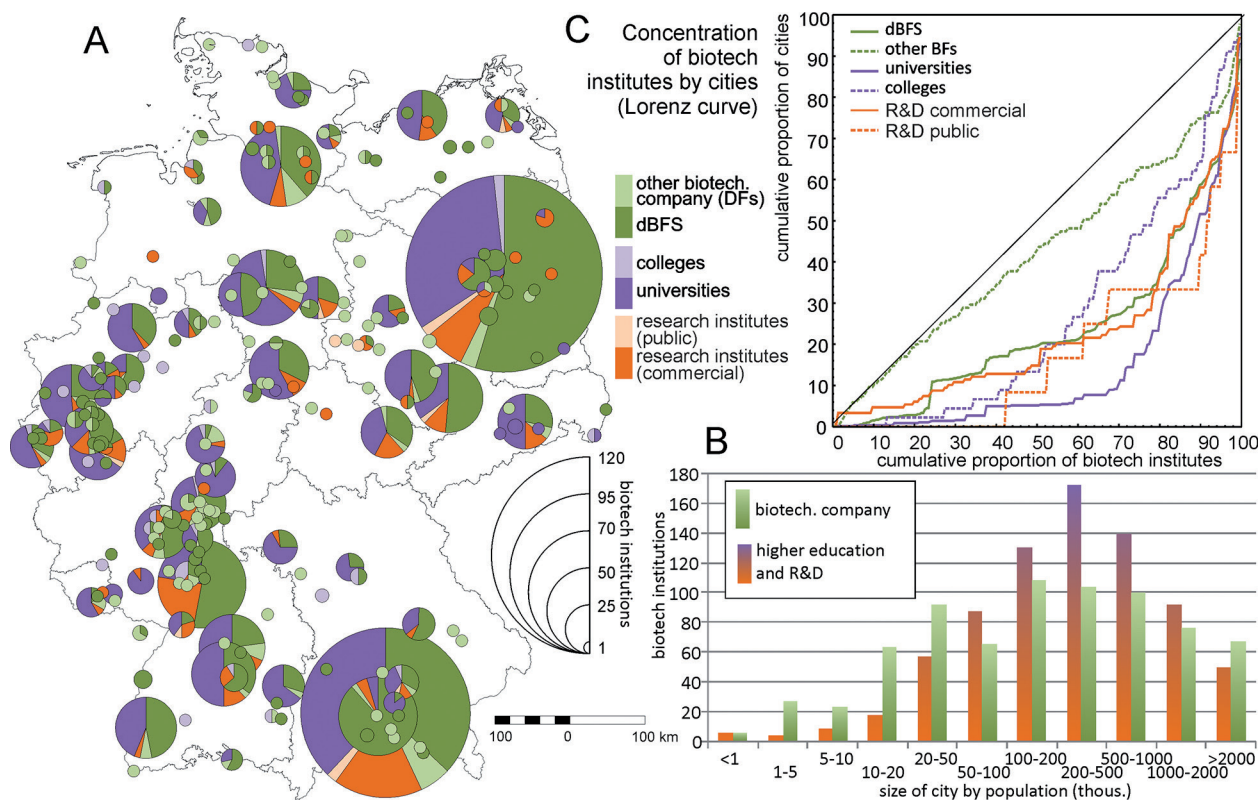 A
C
Concentration
of biotech
institutes by cities
(Lorenz curve)
other biotech.
company (DFs)
dBFS
colleges
universities
research institutes
(public)
research institutes
(commercial)
120
95
70
50
25
1
biotech institutions
100
0
100 km
100
90
80
70
60
50
40
30
20
10
0
cumulative proportion of cities
dBFS
other BFs
universities
colleges
R&D commercial
R&D public
0 10 20 30 40 50 60 70 80 90 100
cumulative proportion of biotech institutes
B
180
160
140
120
100
80
60
40
20
0
biotech institutions
biotech. company
higher education
and R&D
<1 5-10 20-50 100-200 500-1000 >2000
1-5 10-20 50-100 200-500 1000-2000
size of city by population (thous.)